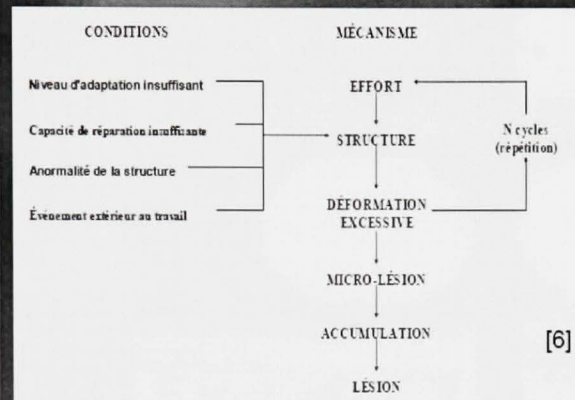 CONDITIONS
MÉCANISME
Niveau d'adaptation insuffisant
Capacité de réparation insuffisante
Anormalité de la structure
Évènement extérieur au travail
EFFORT
STRUCTURE
DÉFORMATION
EXCESSIVE
MICRO-LÉSION
ACCUMULATION
LÉSION
N cycles
(répétition)
[6]